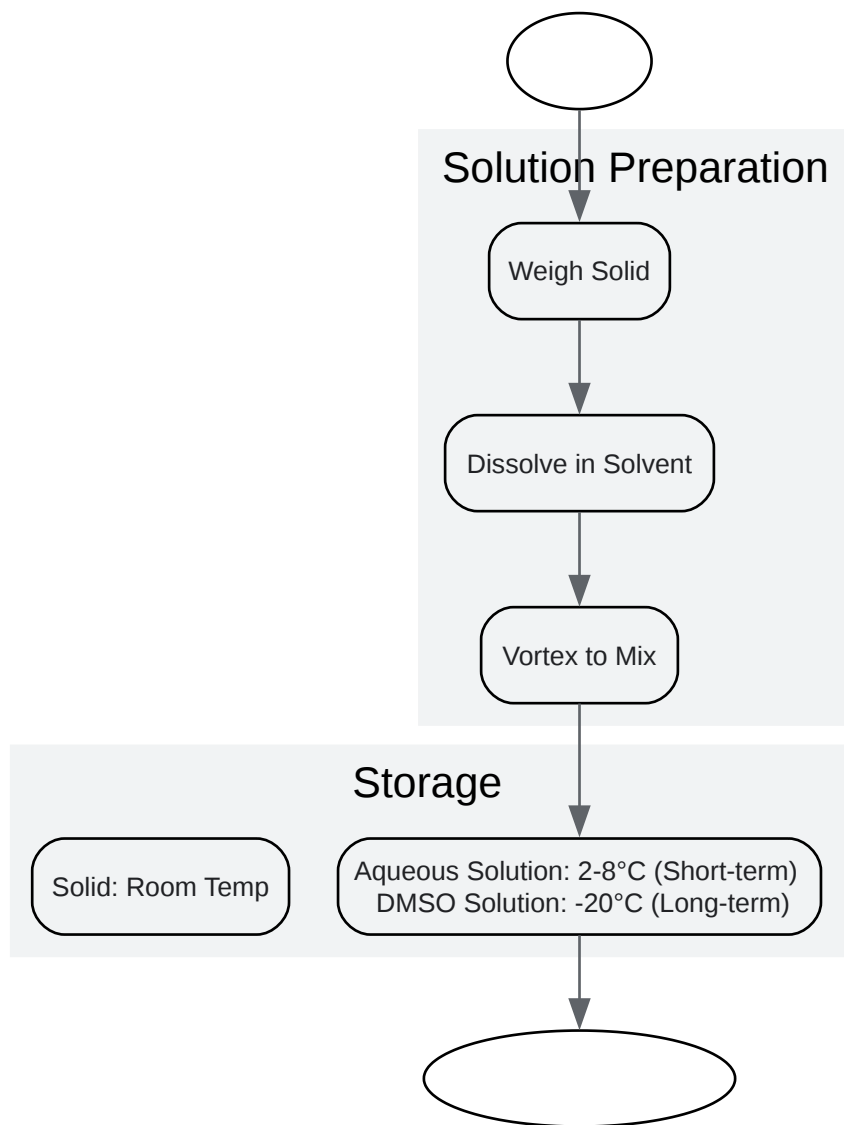 Solution Preparation
Weigh Solid
Dissolve in Solvent
Vortex to Mix
Storage
Solid: Room Temp
Aqueous Solution: 2-8°C (Short-term)
DMSO Solution: -20°C (Long-term)